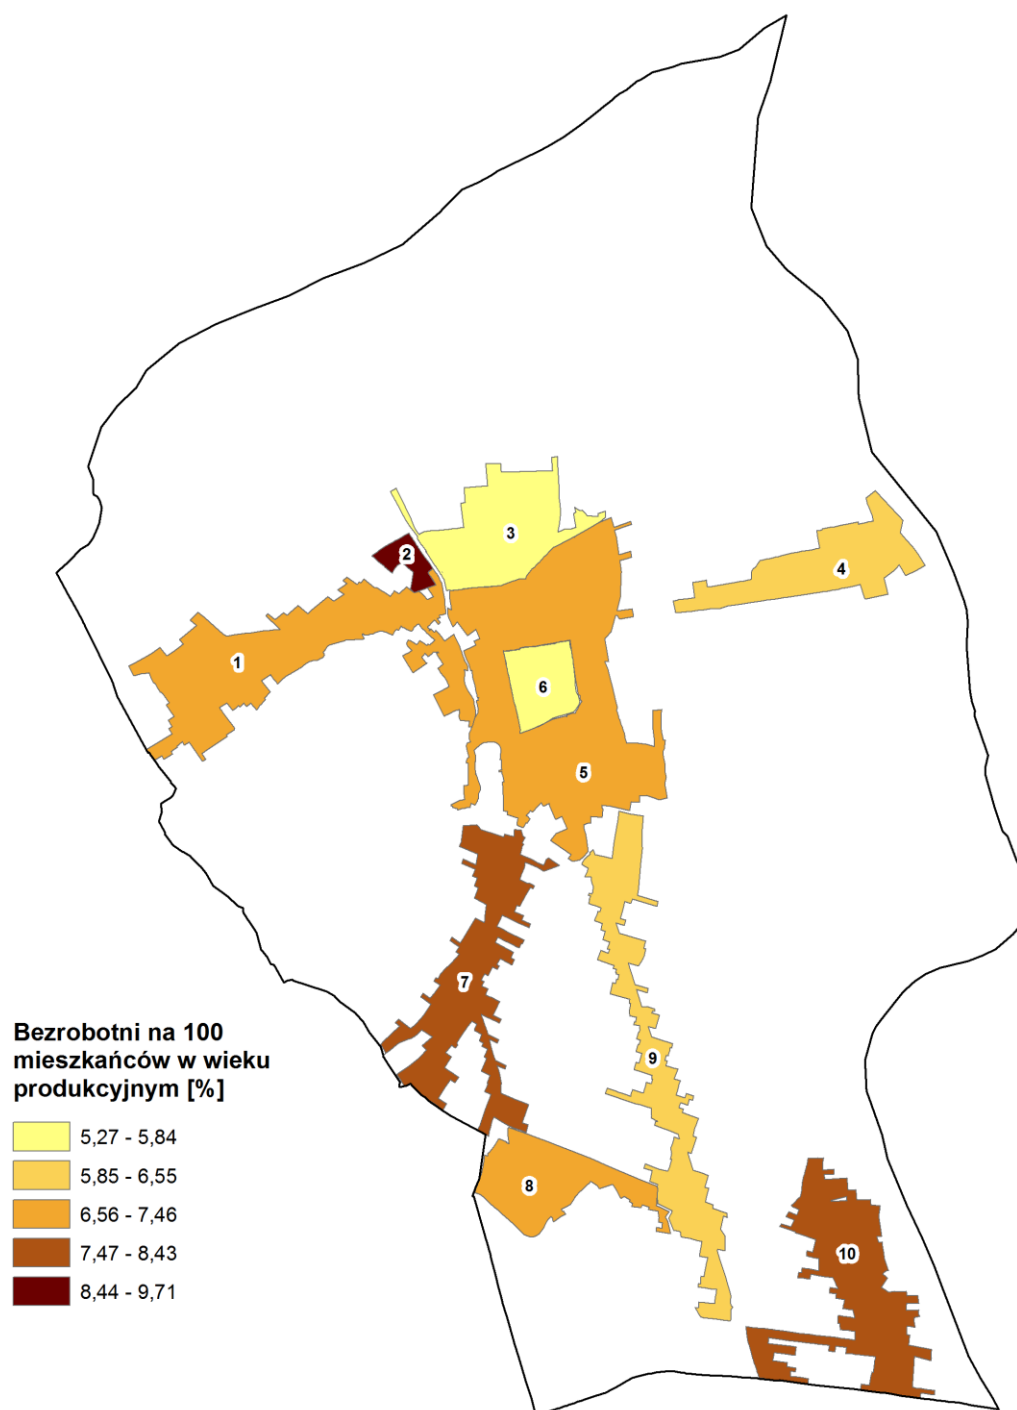 3
2
4
1
6
5
7
9
8
10
Bezrobotni na 100
mieszkańców w wieku
produkcyjnym [%]
5,27 - 5,84
5,85 - 6,55
6,56 - 7,46
7,47 - 8,43
8,44 - 9,71